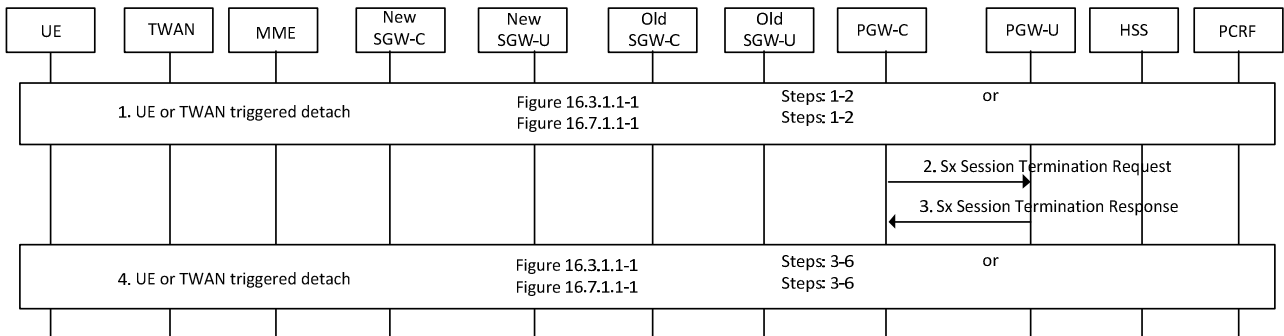 UE
TWAN
MME
New
SGW-C
New
SGW-U
Old
SGW-C
Old
SGW-U
PGW-C
PGW-U
HSS
PCRF
1. UE or TWAN triggered detach
Figure 16.3.1.1-1 Steps: 1-2 or
Figure 16.7.1.1-1 Steps: 1-2
2. Sx Session Termination Request
3. Sx Session Termination Response
4. UE or TWAN triggered detach
Figure 16.3.1.1-1 Steps: 3-6 or
Figure 16.7.1.1-1 Steps: 3-6